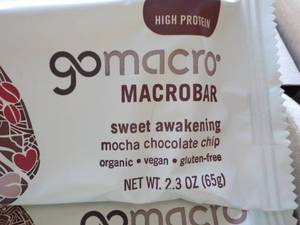 HIGH PROTEIN
gomacro®
MACROBAR
sweet awakening
mocha chocolate chip
organic • vegan • gluten-free
NET WT. 2.3 OZ (65g)
gomacro